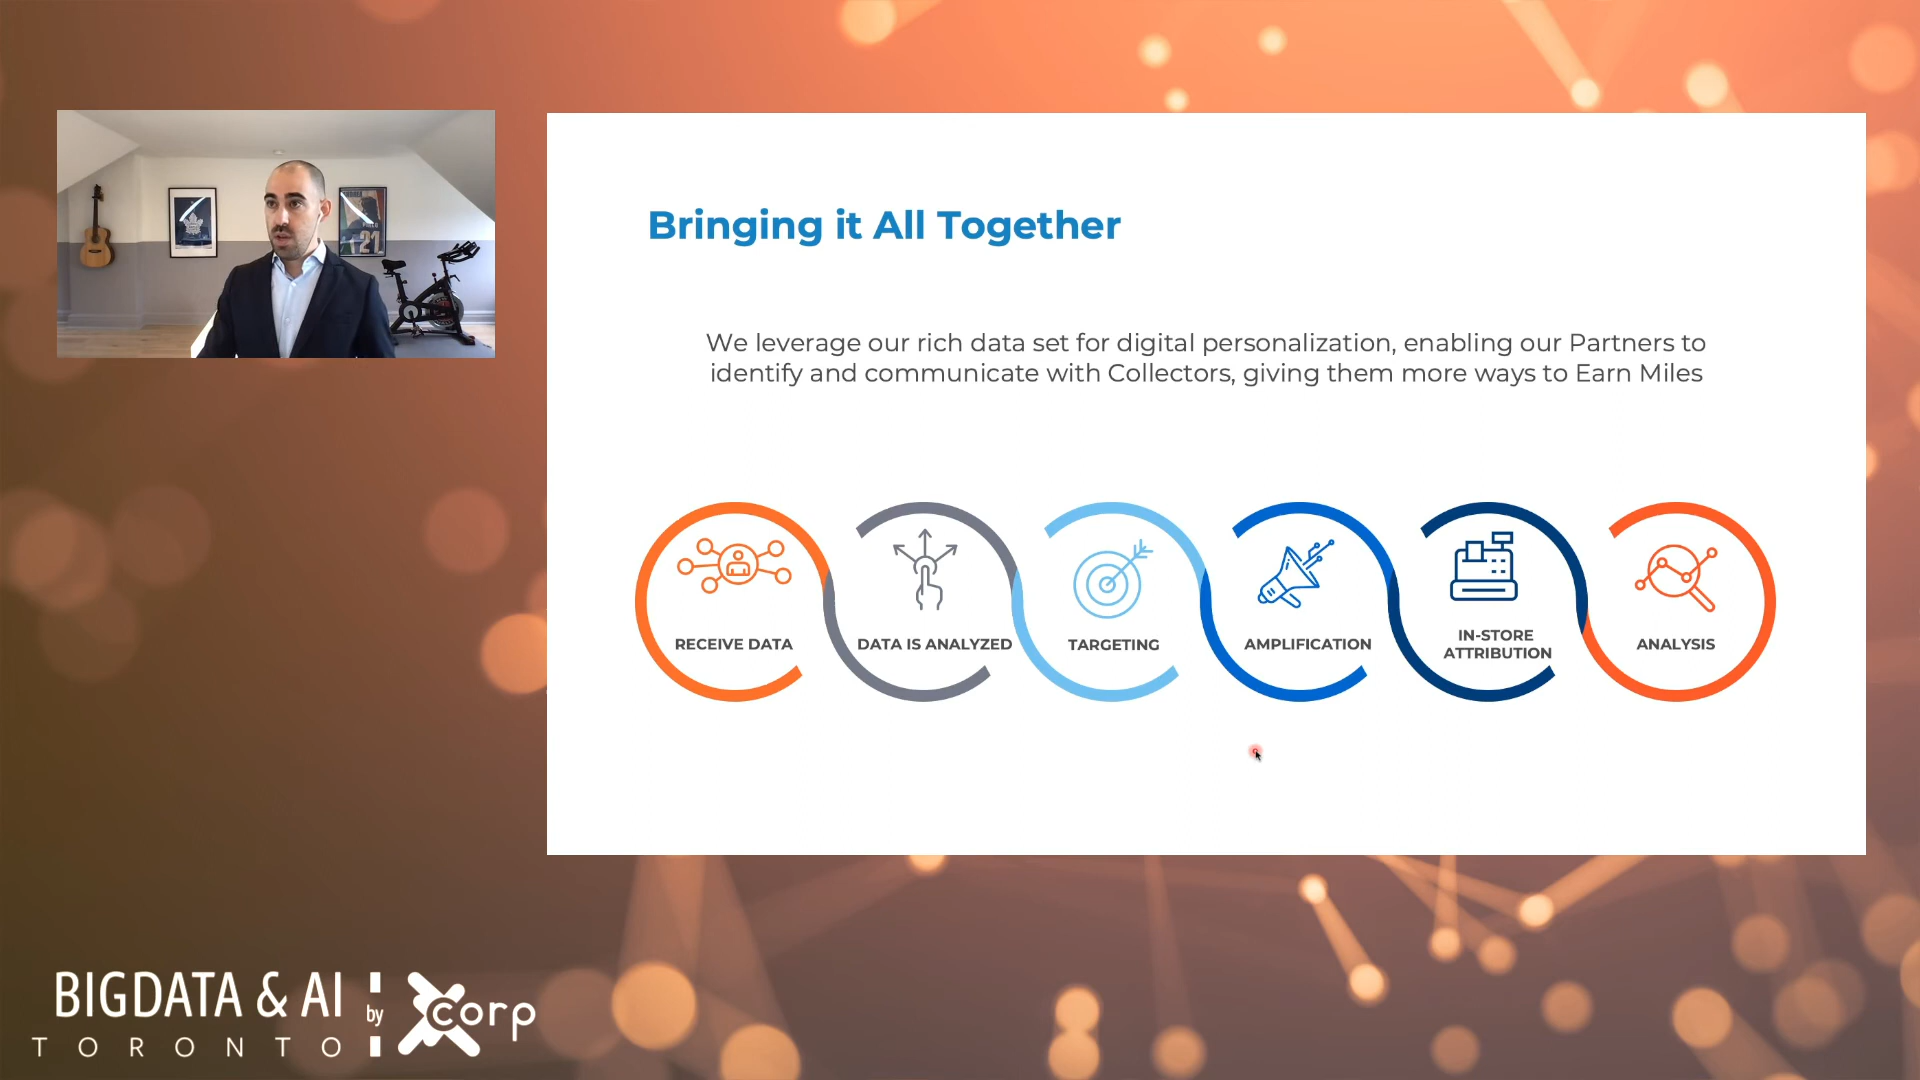 Bringing it All Together
We leverage our rich data set for digital personalization, enabling our Partners to
identify and communicate with Collectors, giving them more ways to Earn Miles
RECEIVE DATA
DATA IS ANALYZED
TARGETING
AMPLIFICATION
IN-STORE
ATTRIBUTION
ANALYSIS
21
BIGDATA & AI
TORONTO
by
corp